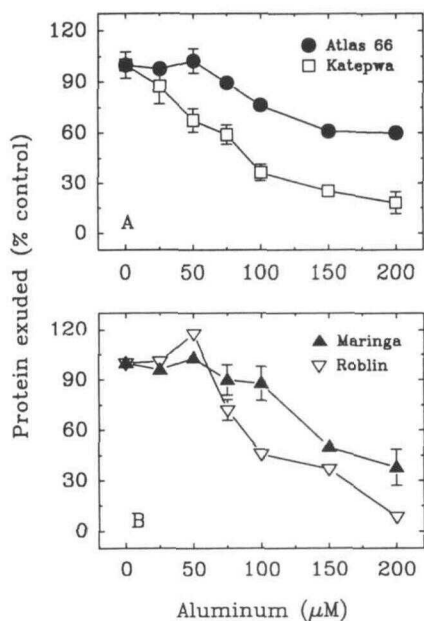 120
Atlas 66
Katepwa
90
60
30
A
0
0 50 100 150 200
Protein exuded (% control)
120
Maringa
Roblin
90
60
30
B
0
0 50 100 150 200
Aluminum (μM)